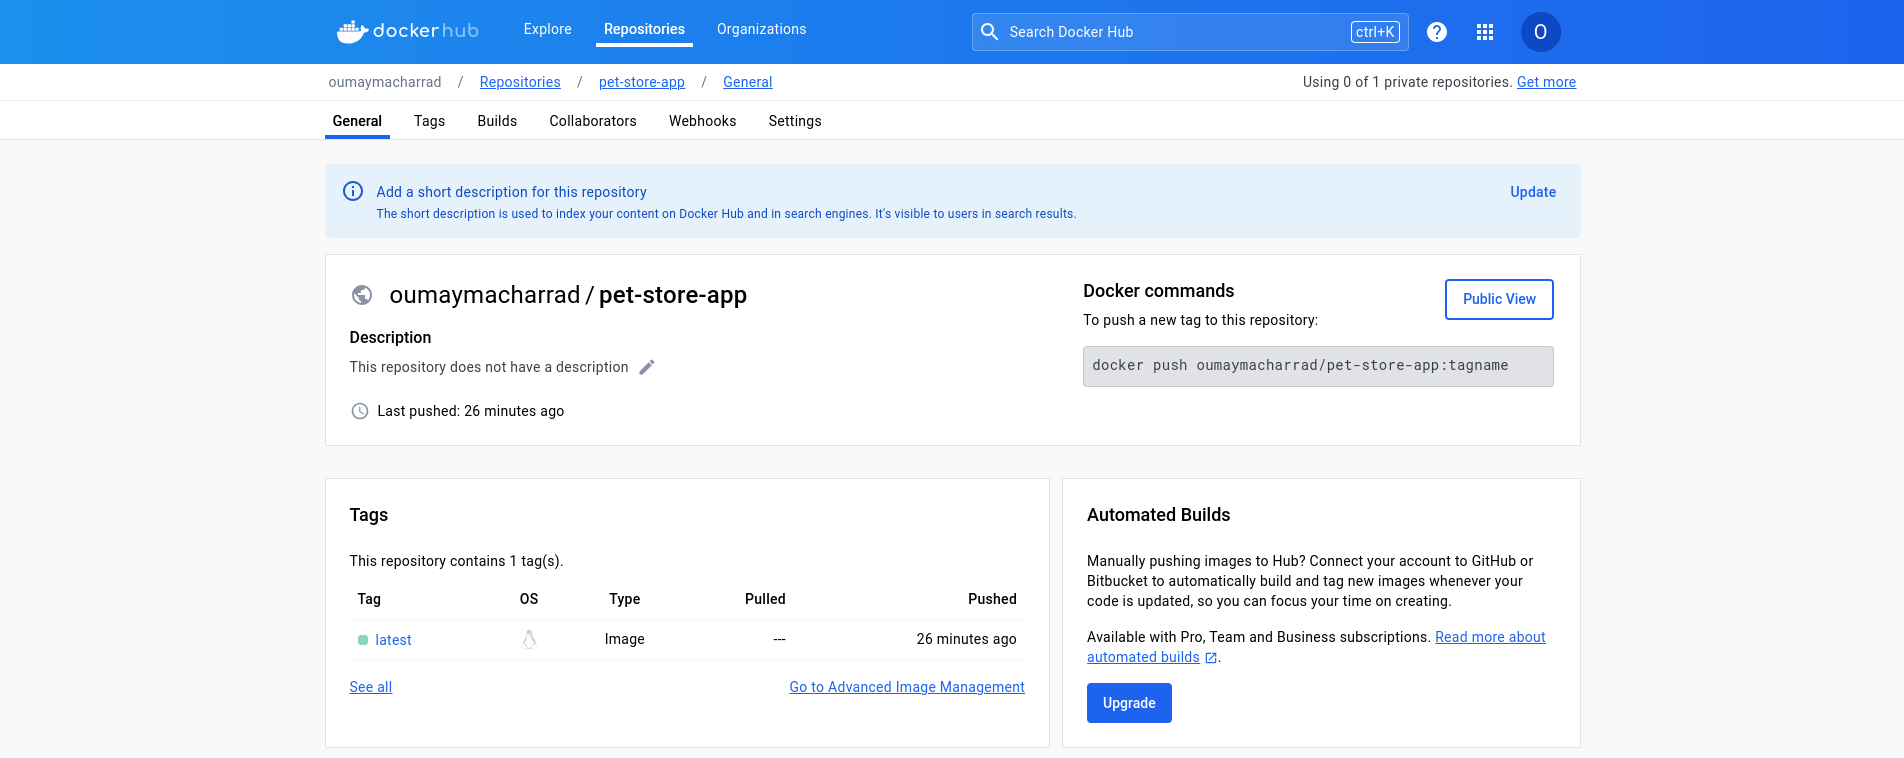 dockerhub Explore Repositories Organizations Search Docker Hub ctrl+K ? O
oumaymacharrad / Repositories / pet-store-app / General Using 0 of 1 private repositories. Get more
General Tags Builds Collaborators Webhooks Settings
Add a short description for this repository Update
The short description is used to index your content on Docker Hub and in search engines. It's visible to users in search results.
oumaymacharrad / pet-store-app
Description
This repository does not have a description
Last pushed: 26 minutes ago
Docker commands
Public View
To push a new tag to this repository:
docker push oumaymacharrad/pet-store-app:tagname
Tags
This repository contains 1 tag(s).
Tag OS Type Pulled Pushed
latest Image --- 26 minutes ago
See all Go to Advanced Image Management
Automated Builds
Manually pushing images to Hub? Connect your account to GitHub or
Bitbucket to automatically build and tag new images whenever your
code is updated, so you can focus your time on creating.
Available with Pro, Team and Business subscriptions. Read more about
automated builds .
Upgrade